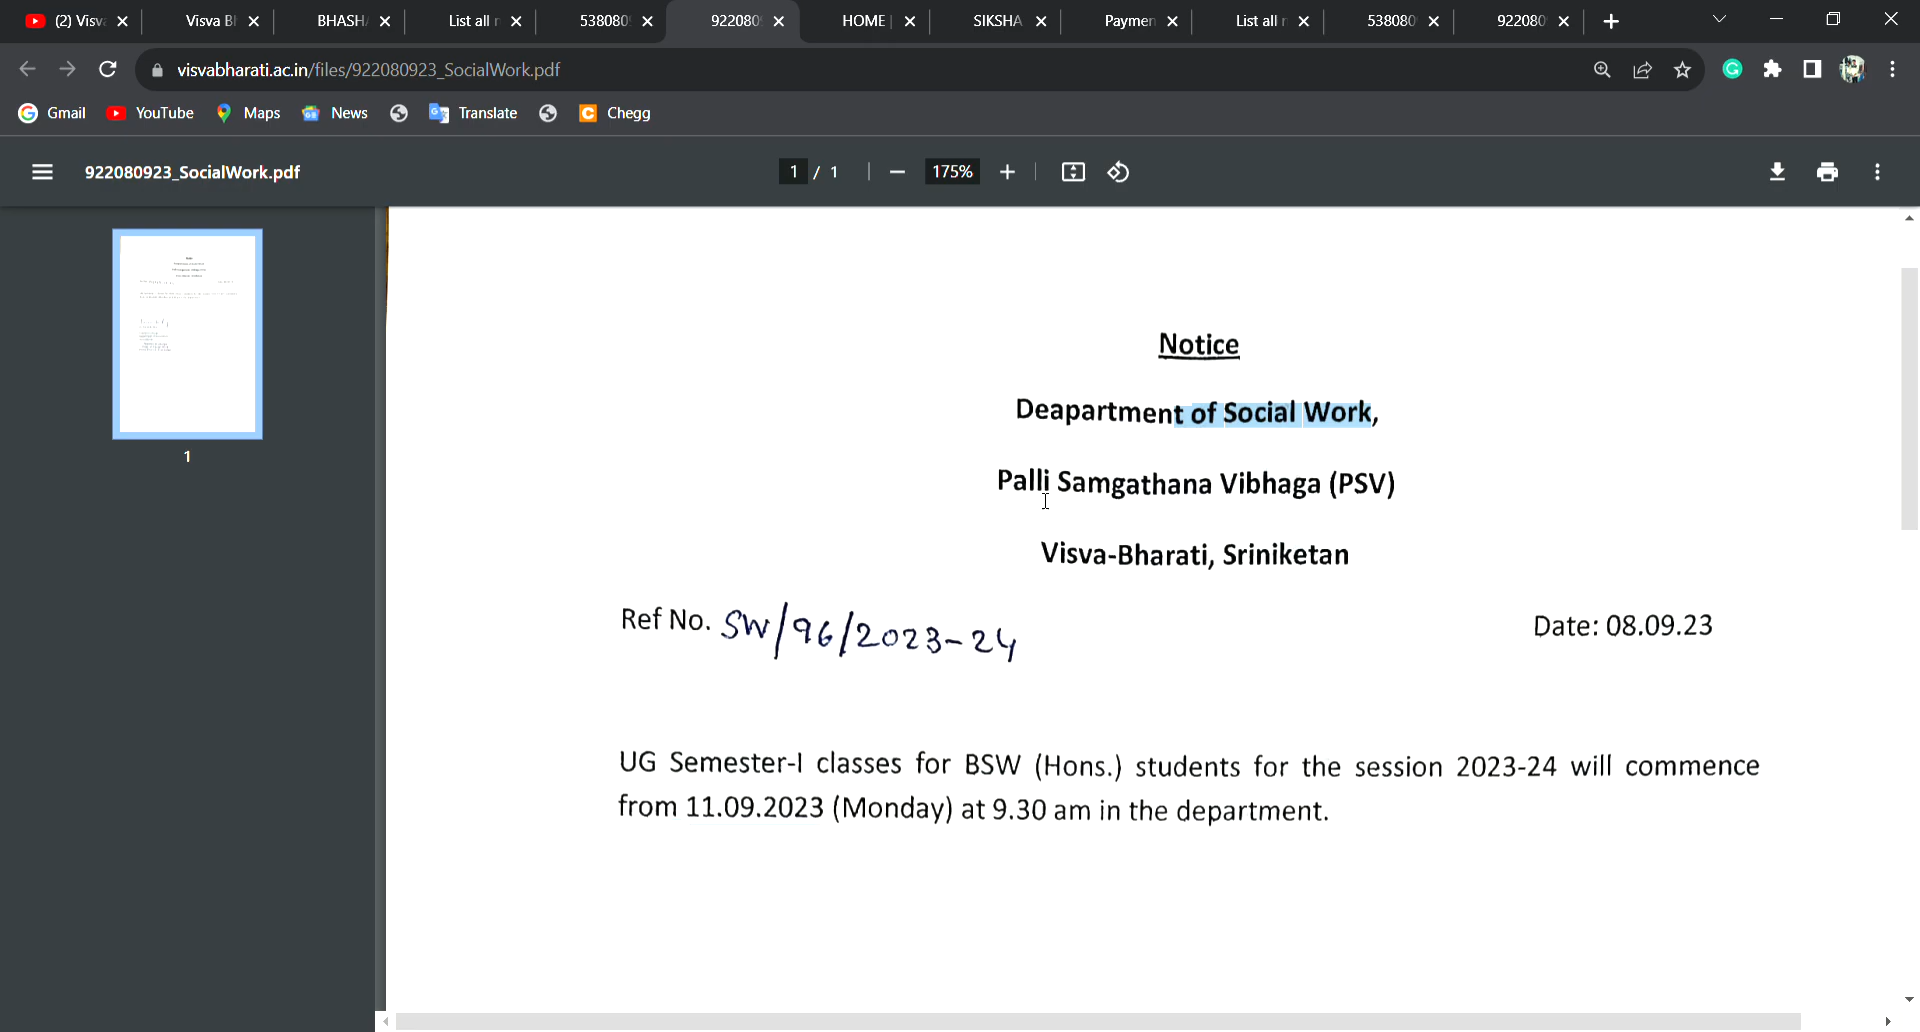 (2) Visv
Visva B
BHASH
List all
53808
92208
HOME
SIKSHA
Paymen
List all
53808
92208
visvabharati.ac.in/files/922080923_SocialWork.pdf
Gmail
YouTube
Maps
News
Translate
Chegg
922080923_SocialWork.pdf
1 / 1
175%
1
Notice
Deapartment of Social Work,
Palli Samgathana Vibhaga (PSV)
Visva-Bharati, Sriniketan
Ref No. SW/96/2023-24
Date: 08.09.23
UG Semester-I classes for BSW (Hons.) students for the session 2023-24 will commence
from 11.09.2023 (Monday) at 9.30 am in the department.